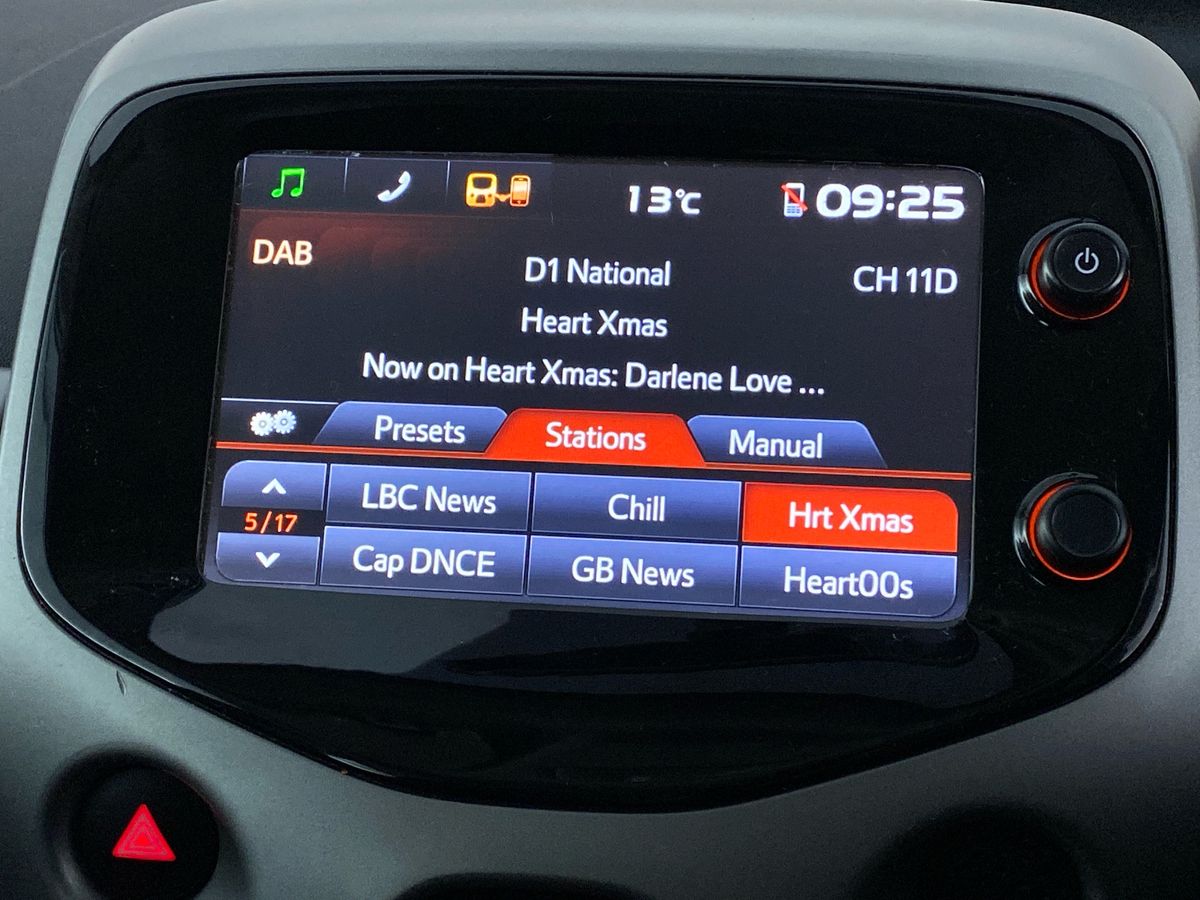 13°C 09:25
DAB
D1 National
CH 11D
Heart Xmas
Now on Heart Xmas: Darlene Love ...
Presets Stations Manual
5/17
LBC News Chill Hrt Xmas
Cap DNCE GB News Heart00s